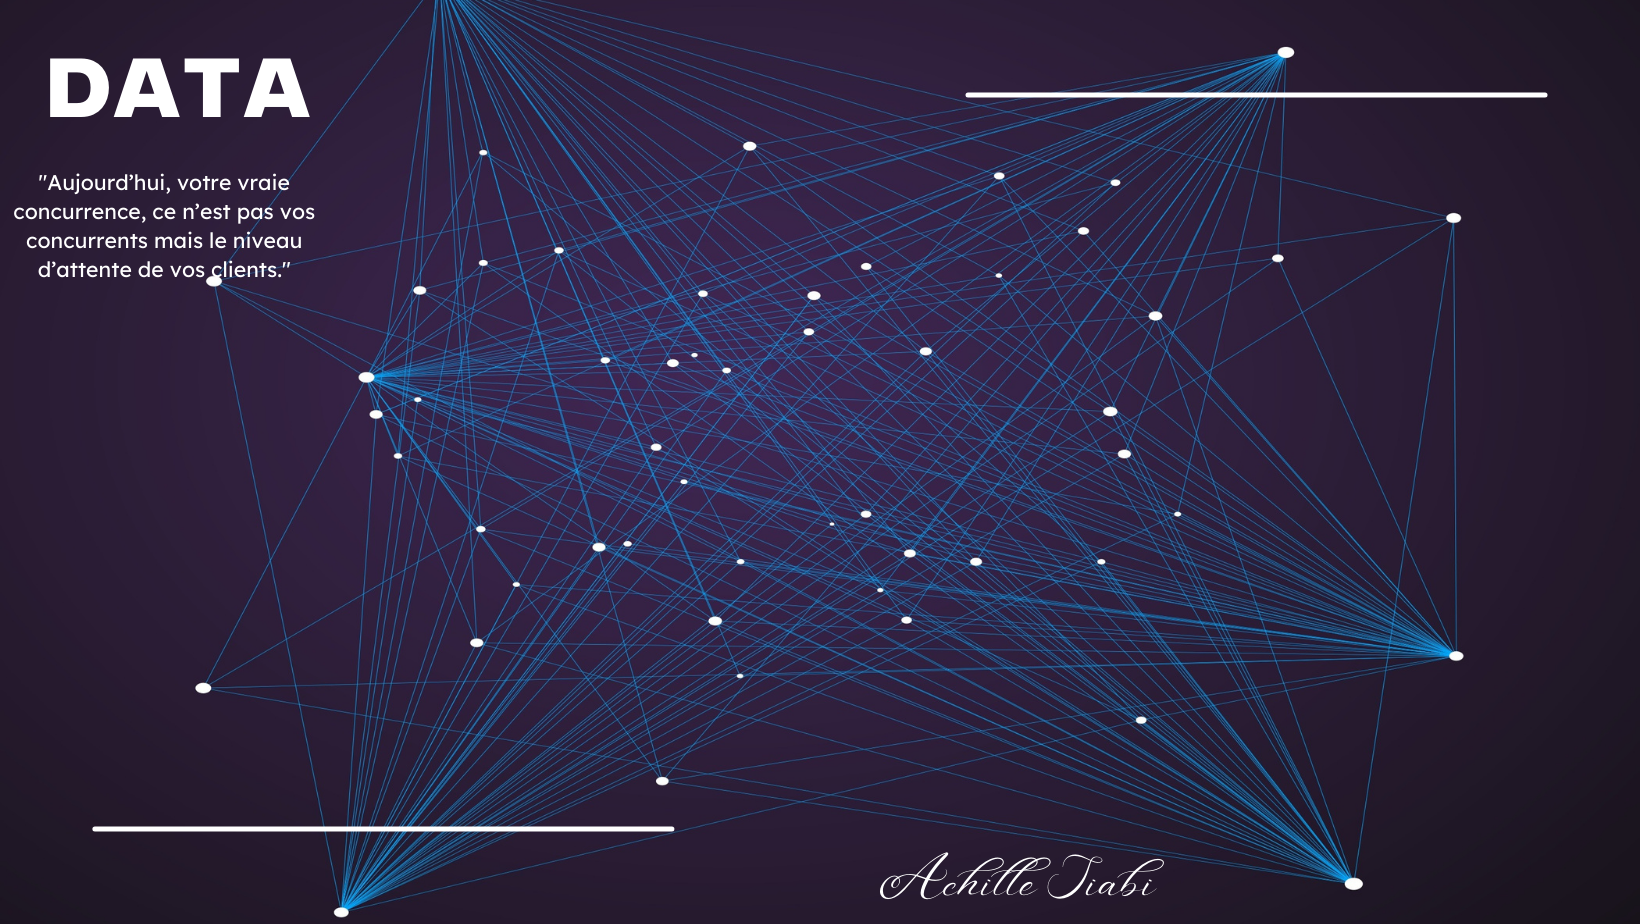 DATA
"Aujourd’hui, votre vraie
concurrence, ce n’est pas vos
concurrents mais le niveau
d’attente de vos clients."
Achille Tiabi